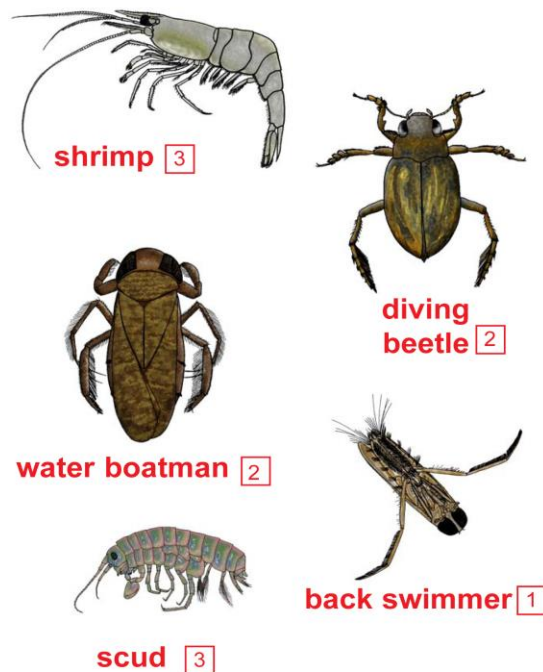 shrimp 3
diving
beetle 2
water boatman 2
back swimmer 1
scud 3